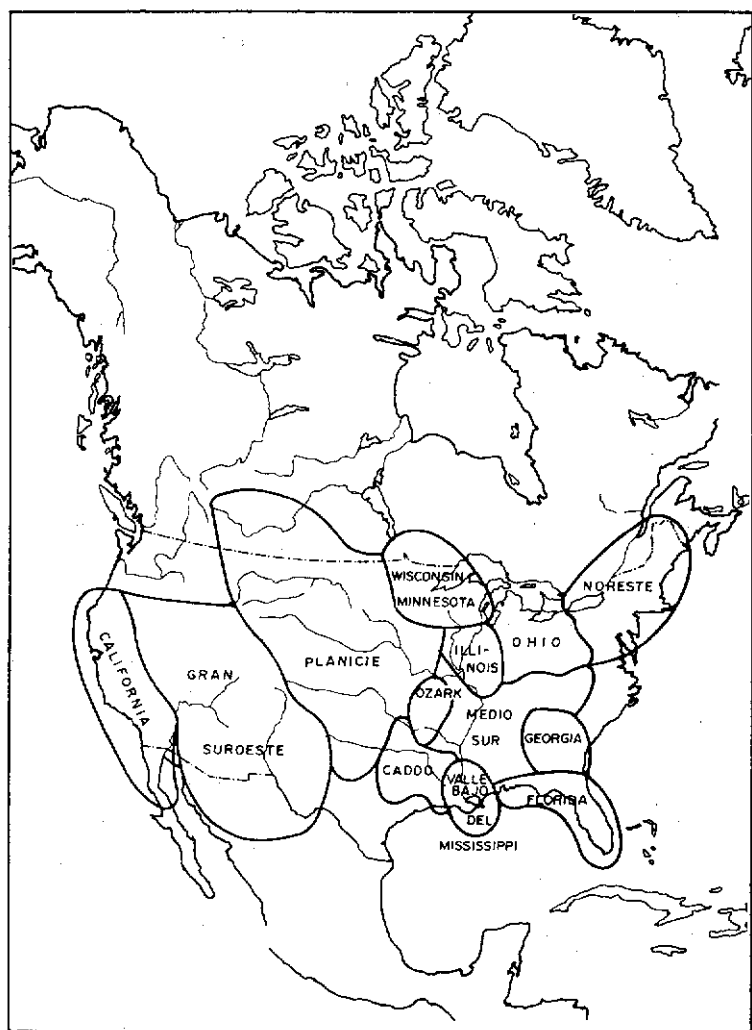 WISCONSIN
MINNESOTA
NORESTE
CALIFORNIA
GRAN
SUROESTE
PLANICIE
ILLI-
NOIS
OHIO
OZARK
MEDIO
SUR
GEORGIA
CADDO
VALLE
BAJO
DEL
MISSISSIPPI
FLORIDA